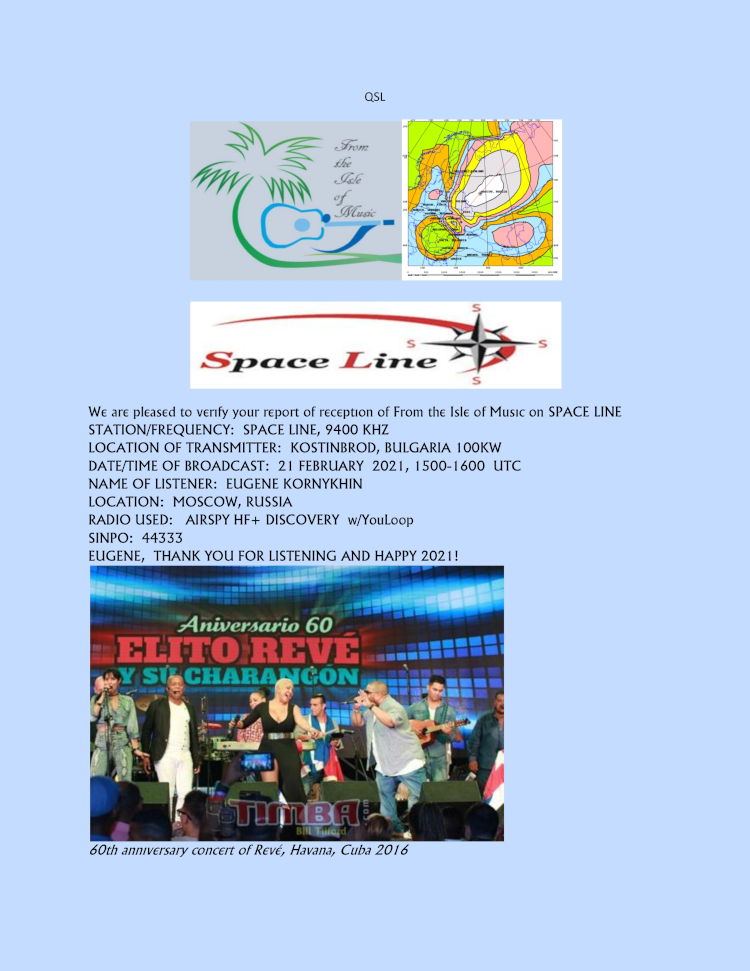 QSL
From
the
Isle
of
Music
S
S
S
S
Space Line
We are pleased to verify your report of reception of From the Isle of Music on SPACE LINE
STATION/FREQUENCY: SPACE LINE, 9400 KHZ
LOCATION OF TRANSMITTER: KOSTINBROD, BULGARIA 100KW
DATE/TIME OF BROADCAST: 21 FEBRUARY 2021, 1500-1600 UTC
NAME OF LISTENER: EUGENE KORNYKHIN
LOCATION: MOSCOW, RUSSIA
RADIO USED: AIRSPY HF+ DISCOVERY w/YouLoop
SINPO: 44333
EUGENE, THANK YOU FOR LISTENING AND HAPPY 2021!
Aniversario 60
ELITO REVÉ
Y SU CHARANGÓN
TIMBA.com
Bill Tilford
60th anniversary concert of Revé, Havana, Cuba 2016